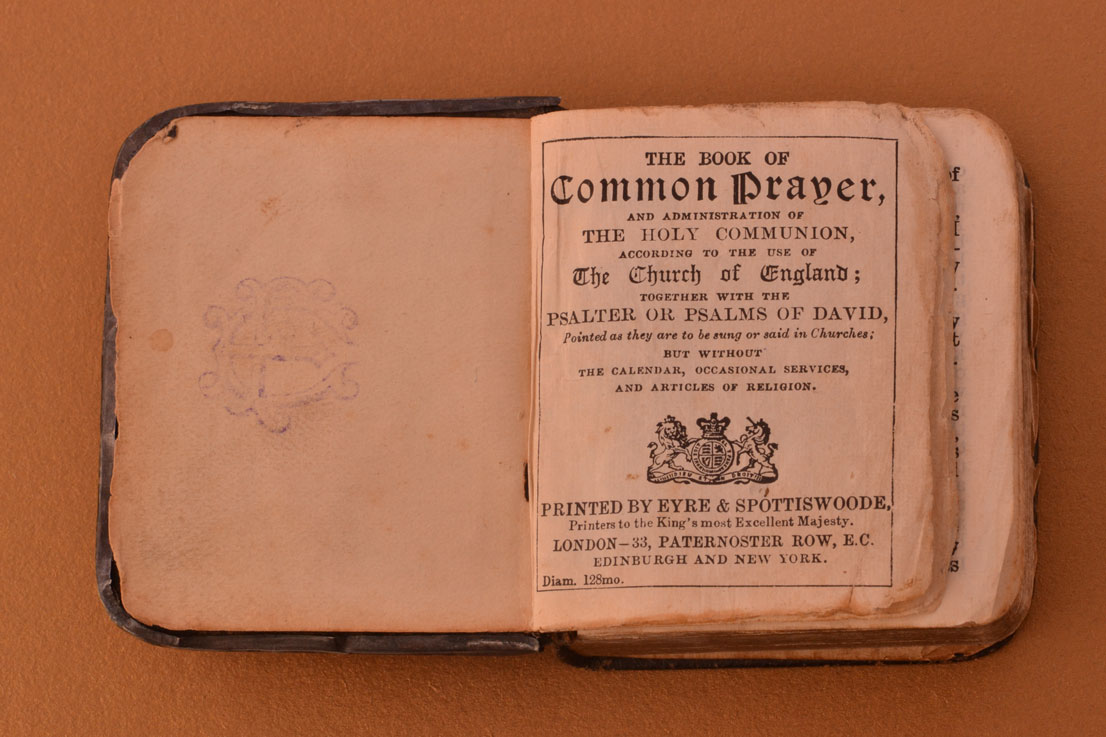 THE BOOK OF
Common Prayer,
AND ADMINISTRATION OF
THE HOLY COMMUNION,
ACCORDING TO THE USE OF
The Church of England;
TOGETHER WITH THE
PSALTER OR PSALMS OF DAVID,
Pointed as they are to be sung or said in Churches;
BUT WITHOUT
THE CALENDAR, OCCASIONAL SERVICES,
AND ARTICLES OF RELIGION.
PRINTED BY EYRE & SPOTTISWOODE,
Printers to the King's most Excellent Majesty.
LONDON—33, PATERNOSTER ROW, E.C.
EDINBURGH AND NEW YORK.
Diam. 128mo.